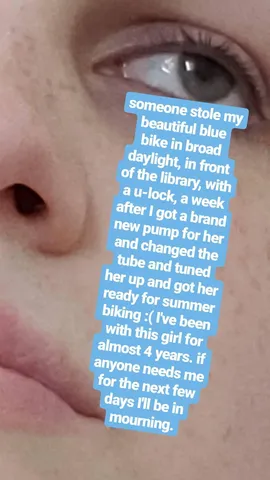 someone stole my
beautiful blue
bike in broad
daylight, in front
of the library, with
a u-lock, a week
after I got a brand
new pump for her
and changed the
tube and tuned
her up and got her
ready for summer
biking :( I've been
with this girl for
almost 4 years. if
anyone needs me
for the next few
days I'll be in
mourning.